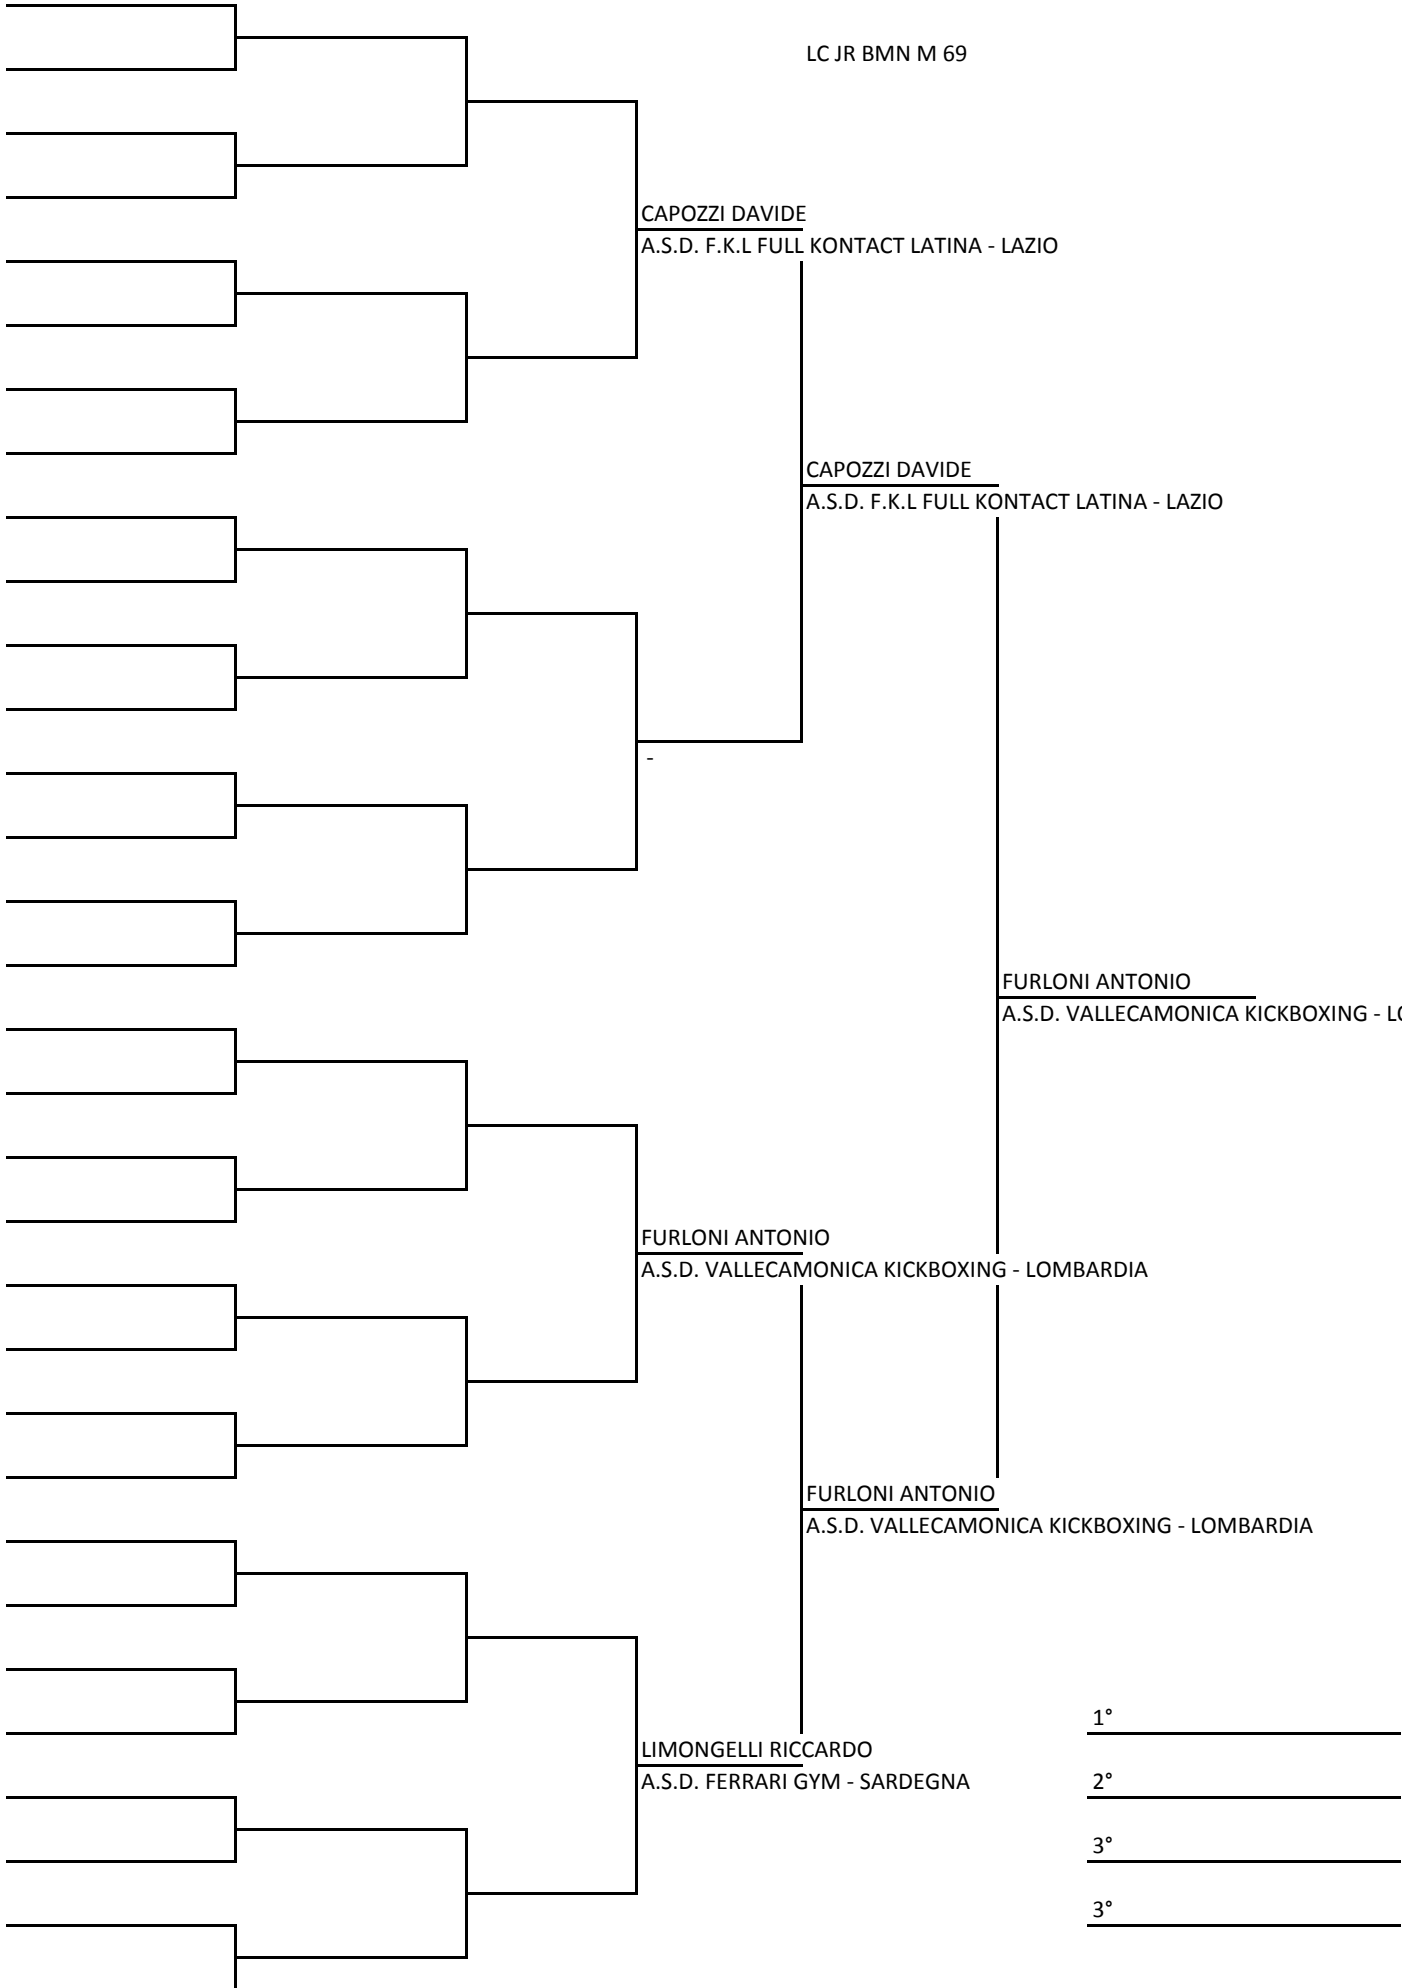 LC JR BMN M 69
CAPOZZI DAVIDE
A.S.D. F.K.L FULL KONTACT LATINA - LAZIO
CAPOZZI DAVIDE
A.S.D. F.K.L FULL KONTACT LATINA - LAZIO
-
FURLONI ANTONIO
A.S.D. VALLECAMONICA KICKBOXING - LO
FURLONI ANTONIO
A.S.D. VALLECAMONICA KICKBOXING - LOMBARDIA
FURLONI ANTONIO
A.S.D. VALLECAMONICA KICKBOXING - LOMBARDIA
1°
LIMONGELLI RICCARDO
A.S.D. FERRARI GYM - SARDEGNA
2°
3°
3°